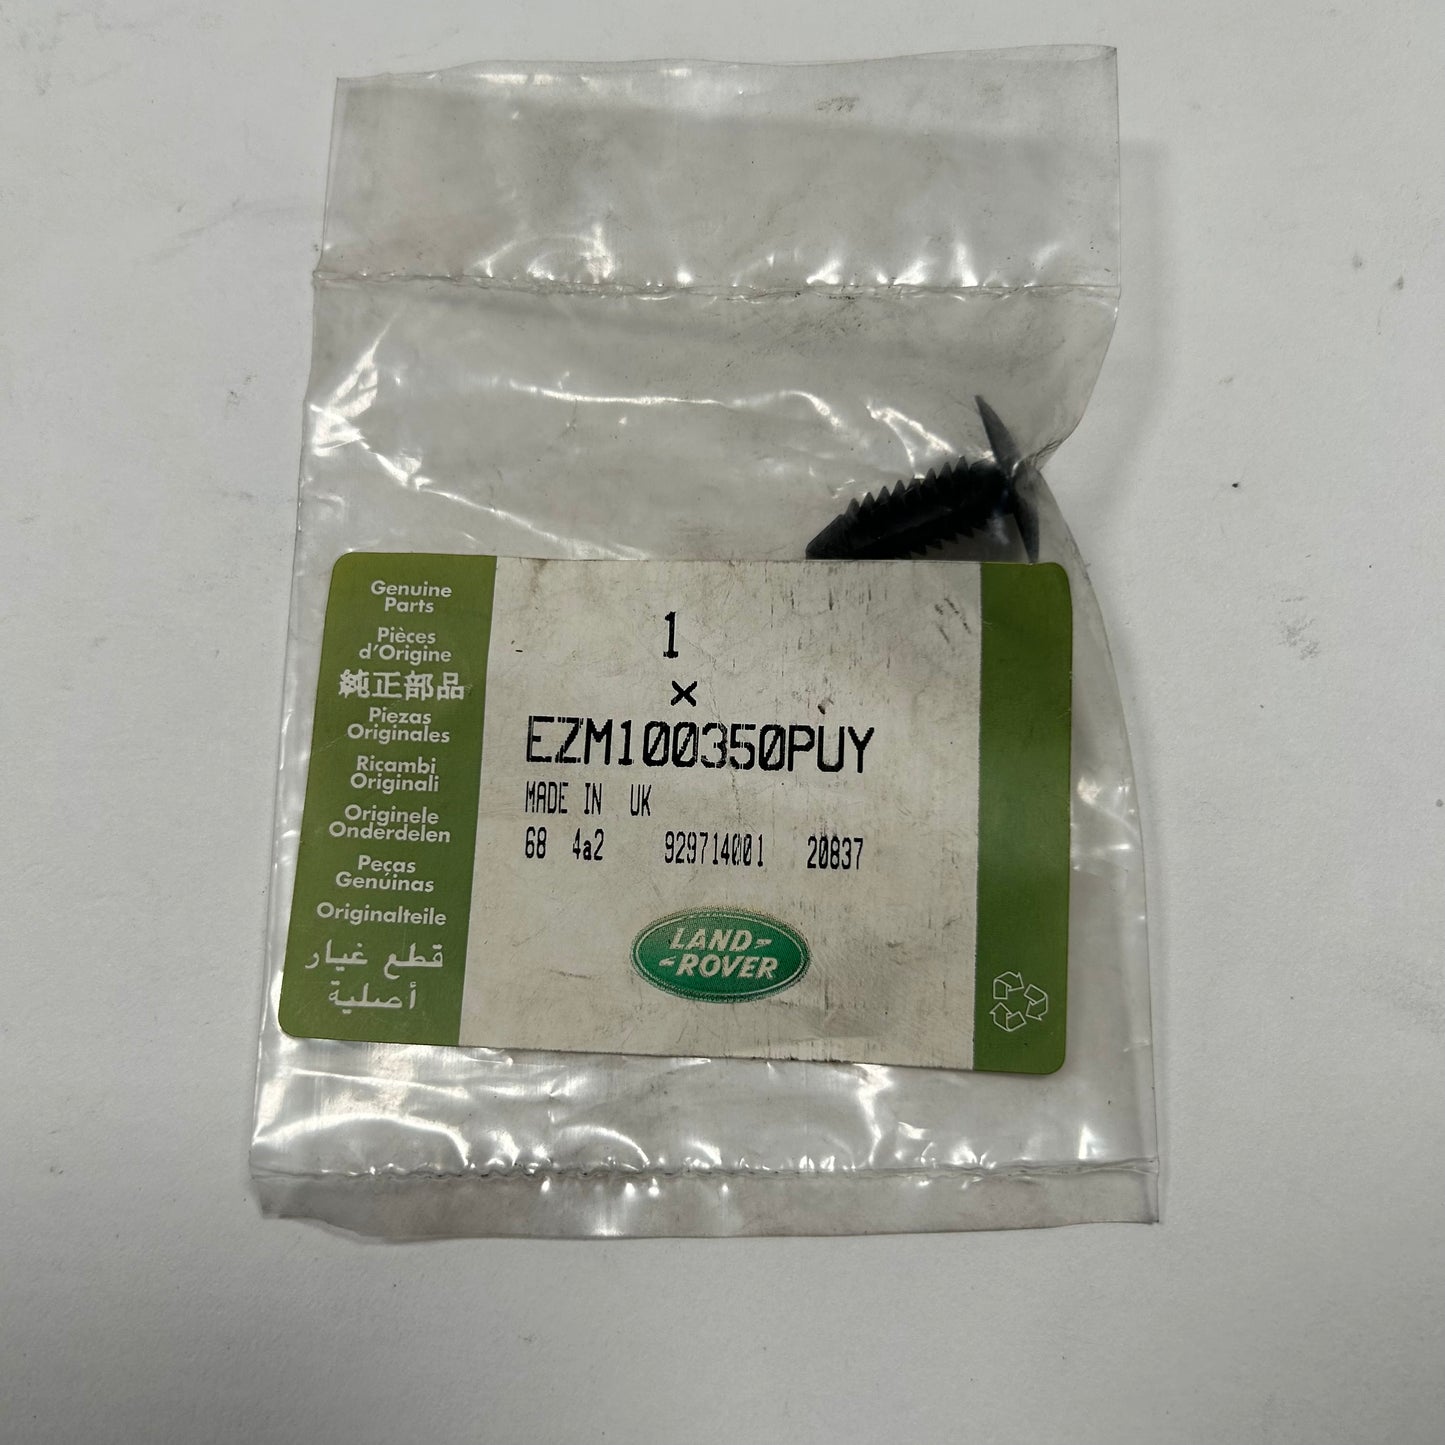 Genuine
Parts
Pièces
d'Origine
純正部品
Piezas
Originales
Ricambi
Originali
Originele
Onderdelen
Peças
Genúinas
Originalteile
قطع غيار
أصلية
1
x
EZM100350PUY
MADE IN UK
68 4a2 929714001 20837
LAND-
-ROVER